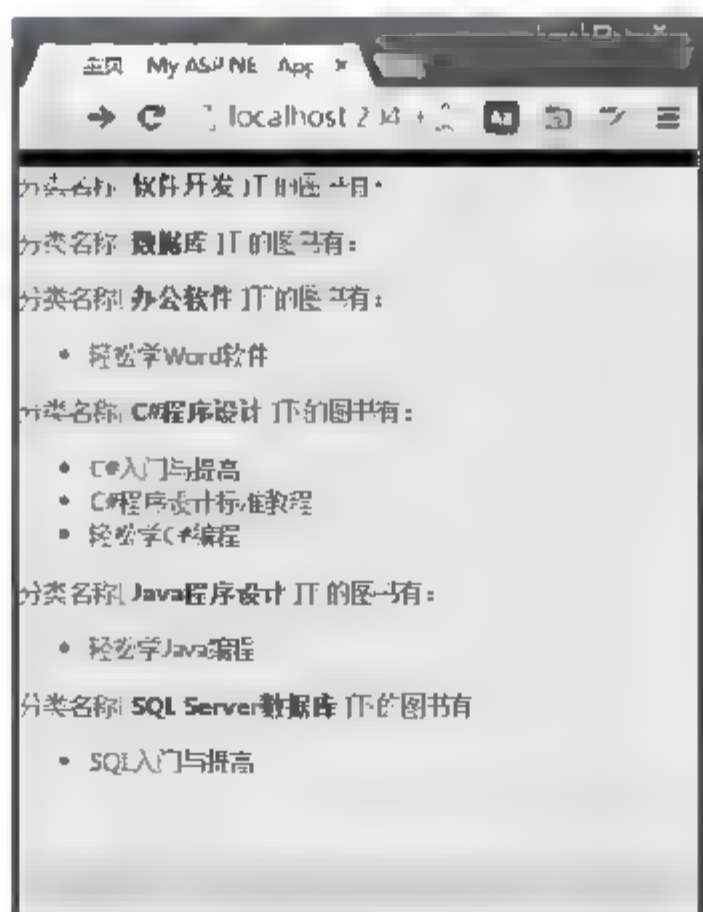 主页 My ASP.NE App ×
localhost:2
分类名称 软件开发 的图书有:
分类名称 数据库 的图书有:
分类名称 办公软件 的图书有:
• 轻松学Word软件
分类名称 C#程序设计 下的图书有:
• C#入门与提高
• C#程序设计标准教程
• 轻松学C#编程
分类名称 Java程序设计 的图书有:
• 轻松学Java编程
分类名称 SQL Server数据库 下的图书有
• SQL入门与提高